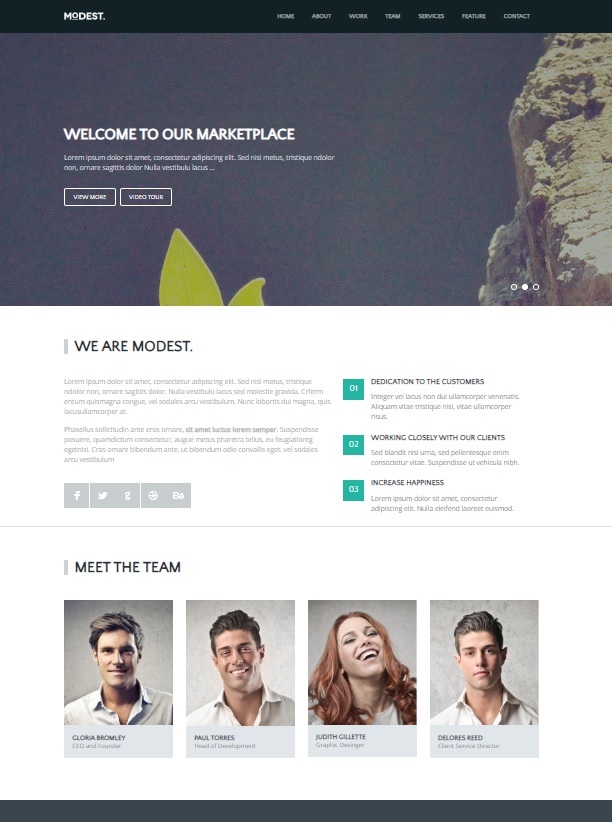 MODEST.
HOME ABOUT WORK TEAM SERVICES FEATURE CONTACT
WELCOME TO OUR MARKETPLACE
Lorem ipsum dolor sit amet, consectetur adipiscing elit. Sed nisl metus, tristique ndolor
non, ornare sagittis dolor Nulla vestibulu lacus ...
VIEW MORE
VIDEO TOUR
WE ARE MODEST.
Lorem ipsum dolor sit amet, consectetur adipiscing elit. Sed nisi metus, tristique
ndolor non, ornare sagittis dolor. Nulla vestibulum lacus sed molestie gravida. Crferm
entum quamis congue, vel sodales arcu vestibulum. Nunc lobortis dui magna, quis
lacusullamcorper at.
Phasellus sollicitudin ante eros ornare, sit amet luctus lorem semper. Suspendisse
posuere, quamdictum consectetur, augue metus pharetra tellus, eu feugiatioreg
egetnisi. Cras ornare bibendum ante, ut bibendum odio convallis eget. vel sodales
arcu vestibulum
f g Bē
01
DEDICATION TO THE CUSTOMERS
Integer vel lacus non dui ullamcorper venenatis.
Aliquam vitae tristique nisi, vitae ullamcorper
risus.
02
WORKING CLOSELY WITH OUR CLIENTS
Sed blandit nisi urna, sed pellentesque enim
consectetur vitae. Suspendisse ut vehicula nibh.
03
INCREASE HAPPINESS
Lorem ipsum dolor sit amet, consectetur
adipiscing elit. Nulla eleifend laoreet euismod.
MEET THE TEAM
GLORIA BROMLEY
CEO and Founder
PAUL TORRES
Head of Development
JUDITH GILLETTE
Graphic Desinger
DELORES REED
Client Service Director